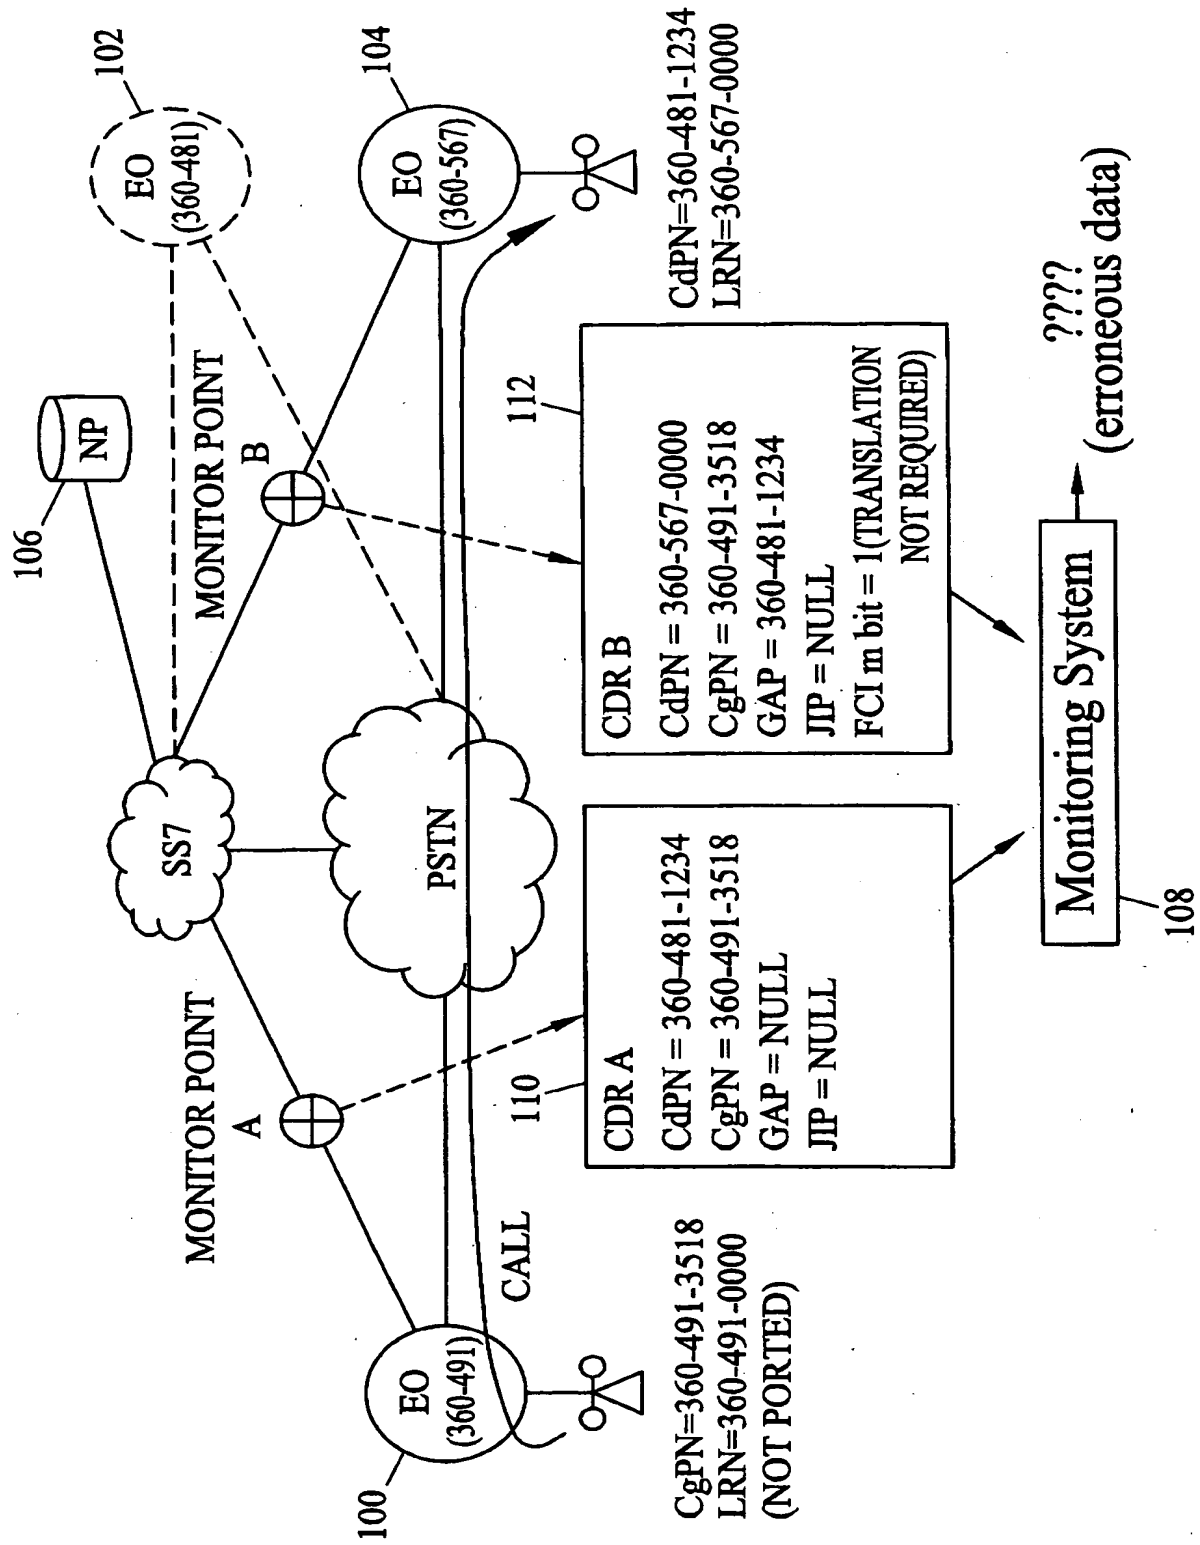 106
NP
102
EO
(360-481)
MONITOR POINT
B
SS7
MONITOR POINT
A
104
EO
(360-567)
PSTN
100
EO
(360-491)
CALL
CgPN=360-491-3518
LRN=360-491-0000
(NOT PORTED)
110
CDR A
CdPN = 360-481-1234
CgPN = 360-491-3518
GAP = NULL
JIP = NULL
112
CDR B
CdPN = 360-567-0000
CgPN = 360-491-3518
GAP = 360-481-1234
JIP = NULL
FCI m bit = 1(TRANSLATION
NOT REQUIRED)
CdPN=360-481-1234
LRN=360-567-0000
Monitoring System
108
????
(erroneous data)